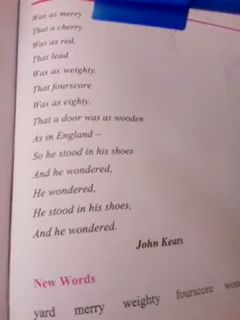 Was as merry
That a cherry
Was as red,
That lead
Was as weighty.
That fourscore
Was as eighty.
That a door was as wooden
As in England –
So he stood in his shoes
And he wondered,
He wondered,
He stood in his shoes,
And he wondered.
John Keats
New Words
yard merry weighty fourscore